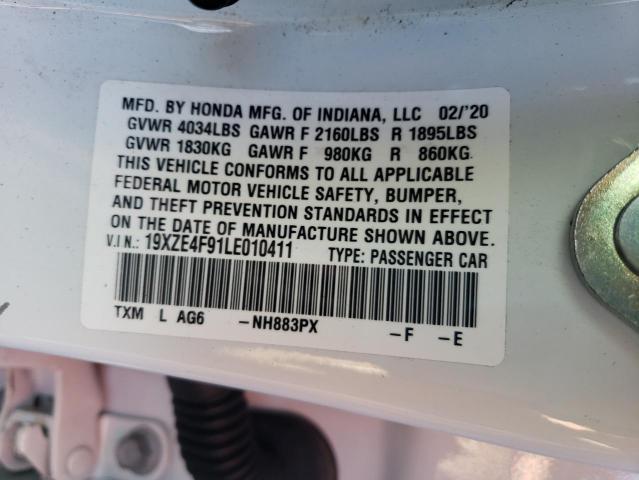 MFD. BY HONDA MFG. OF INDIANA, LLC 02/'20
GVWR 4034LBS GAWR F 2160LBS R 1895LBS
GVWR 1830KG GAWR F 980KG R 860KG
THIS VEHICLE CONFORMS TO ALL APPLICABLE
FEDERAL MOTOR VEHICLE SAFETY, BUMPER,
AND THEFT PREVENTION STANDARDS IN EFFECT
ON THE DATE OF MANUFACTURE SHOWN ABOVE.
V.I.N.: 19XZE4F91LE010411 TYPE: PASSENGER CAR
TXM L AG6 -NH883PX -F -E